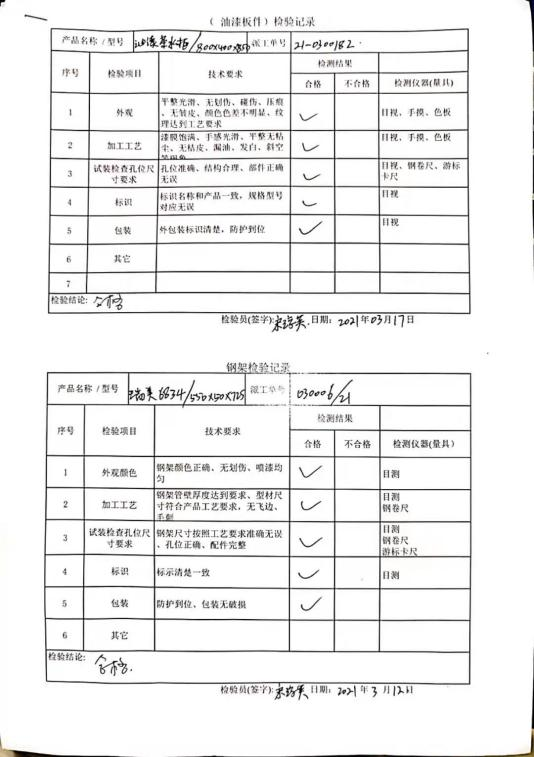 （ 油漆板件）检验记录
产品名称 / 型号 油漆茶水柜/800X400X850 派工单号 21-0300182
序号 检验项目 技术要求 检测结果
合格 不合格 检测仪器(量具)
1 外观 平整光滑、无划伤、碰伤、压痕、无皱皮、颜色色差不明显、纹理达到工艺要求 ✓ 目视、手摸、色板
2 加工工艺 漆膜饱满、手感光滑、平整无粘尘、无桔皮、漏油、发白、斜空 ✓ 目视、手摸、色板
3 试装检查孔位尺寸要求 孔位准确、结构合理、部件正确无误 ✓ 目视、钢卷尺、游标卡尺
4 标识 标识名称和产品一致，规格型号对应无误 ✓ 目视
5 包装 外包装标识清楚，防护到位 ✓ 目视
6 其它
7
检验结论: 合格
检验员(签字): 日期: 2021年03月17日
钢架检验记录
产品名称 / 型号 瑞美6834/550X50X725 派工单号 030006/21
序号 检验项目 技术要求 检测结果
合格 不合格 检测仪器(量具)
1 外观颜色 钢架颜色正确、无划伤、喷漆均匀 ✓ 目测
2 加工工艺 钢架管壁厚度达到要求、型材尺寸符合产品工艺要求，无飞边、毛刺 ✓ 目测 钢卷尺
3 试装检查孔位尺寸要求 钢架尺寸按照工艺要求准确无误、孔位正确、配件完整 ✓ 目测 钢卷尺 游标卡尺
4 标识 标示清楚一致 ✓ 目测
5 包装 防护到位、包装无破损 ✓
6 其它
检验结论: 合格.
检验员(签字): 日期: 2021年3月12日